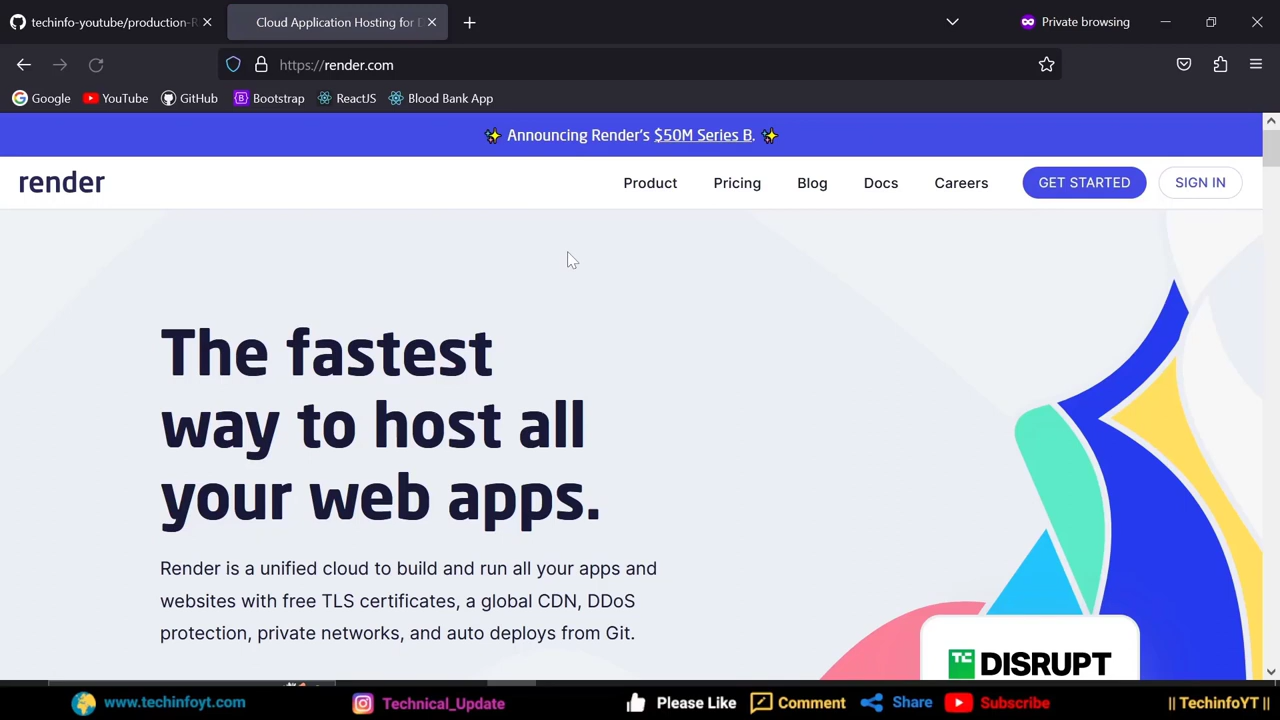 techinfo-youtube/production-R
Cloud Application Hosting for D
Private browsing
https://render.com
Google
YouTube
GitHub
Bootstrap
ReactJS
Blood Bank App
✨ Announcing Render's $50M Series B. ✨
render
Product
Pricing
Blog
Docs
Careers
GET STARTED
SIGN IN
The fastest
way to host all
your web apps.
Render is a unified cloud to build and run all your apps and
websites with free TLS certificates, a global CDN, DDoS
protection, private networks, and auto deploys from Git.
TC DISRUPT
www.techinfoyt.com
Technical_Update
Please Like
Comment
Share
Subscribe
|| TechinfoYT ||